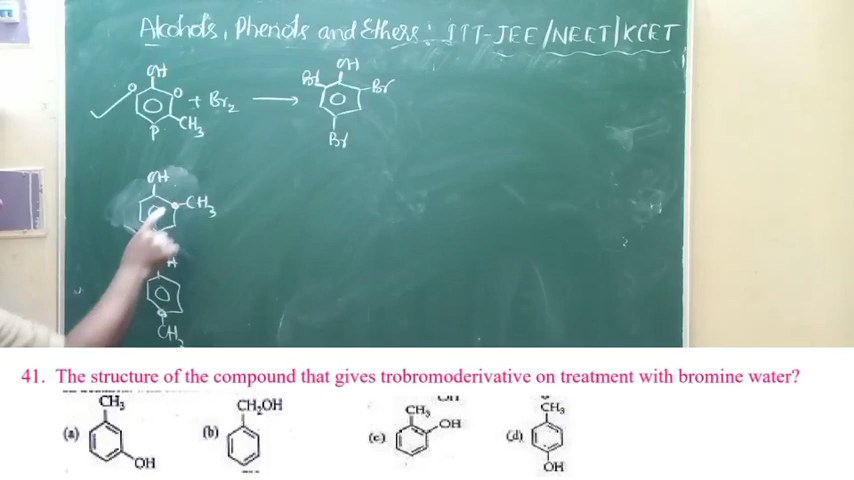 Alcohols, Phenols and Ethers: IIT-JEE/NEET/KCET
OH
O O + Br₂ ⟶
P CH₃
OH
Br Br
Br
OH
CH₃
CH₃
41. The structure of the compound that gives trobromoderivative on treatment with bromine water?
(a) CH₃
OH
(b) CH₂OH
(c) CH₃
OH
(d) CH₃
OH